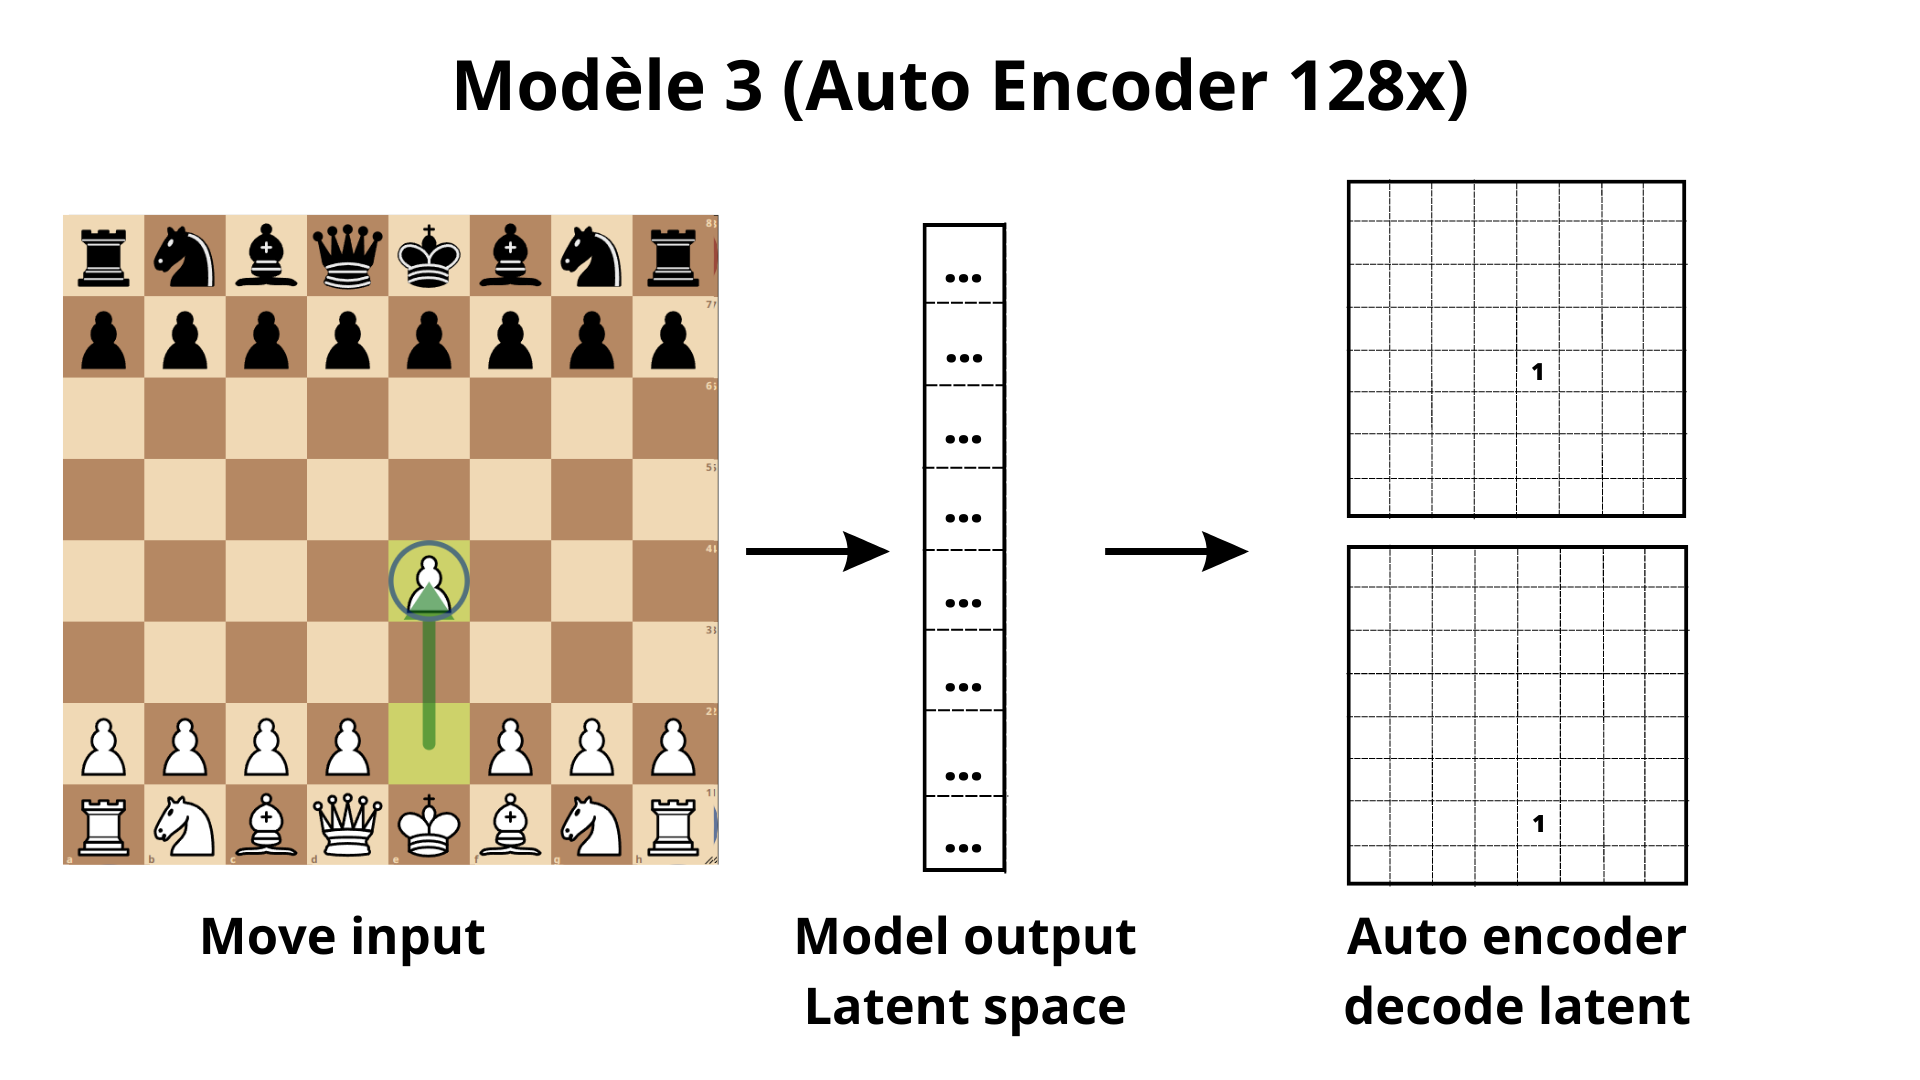 Modèle 3 (Auto Encoder 128x)
8
7
6
5
4
3
2
1
a b c d e f g h
...
...
...
...
...
...
...
...
1
1
Move input
Model output
Latent space
Auto encoder
decode latent